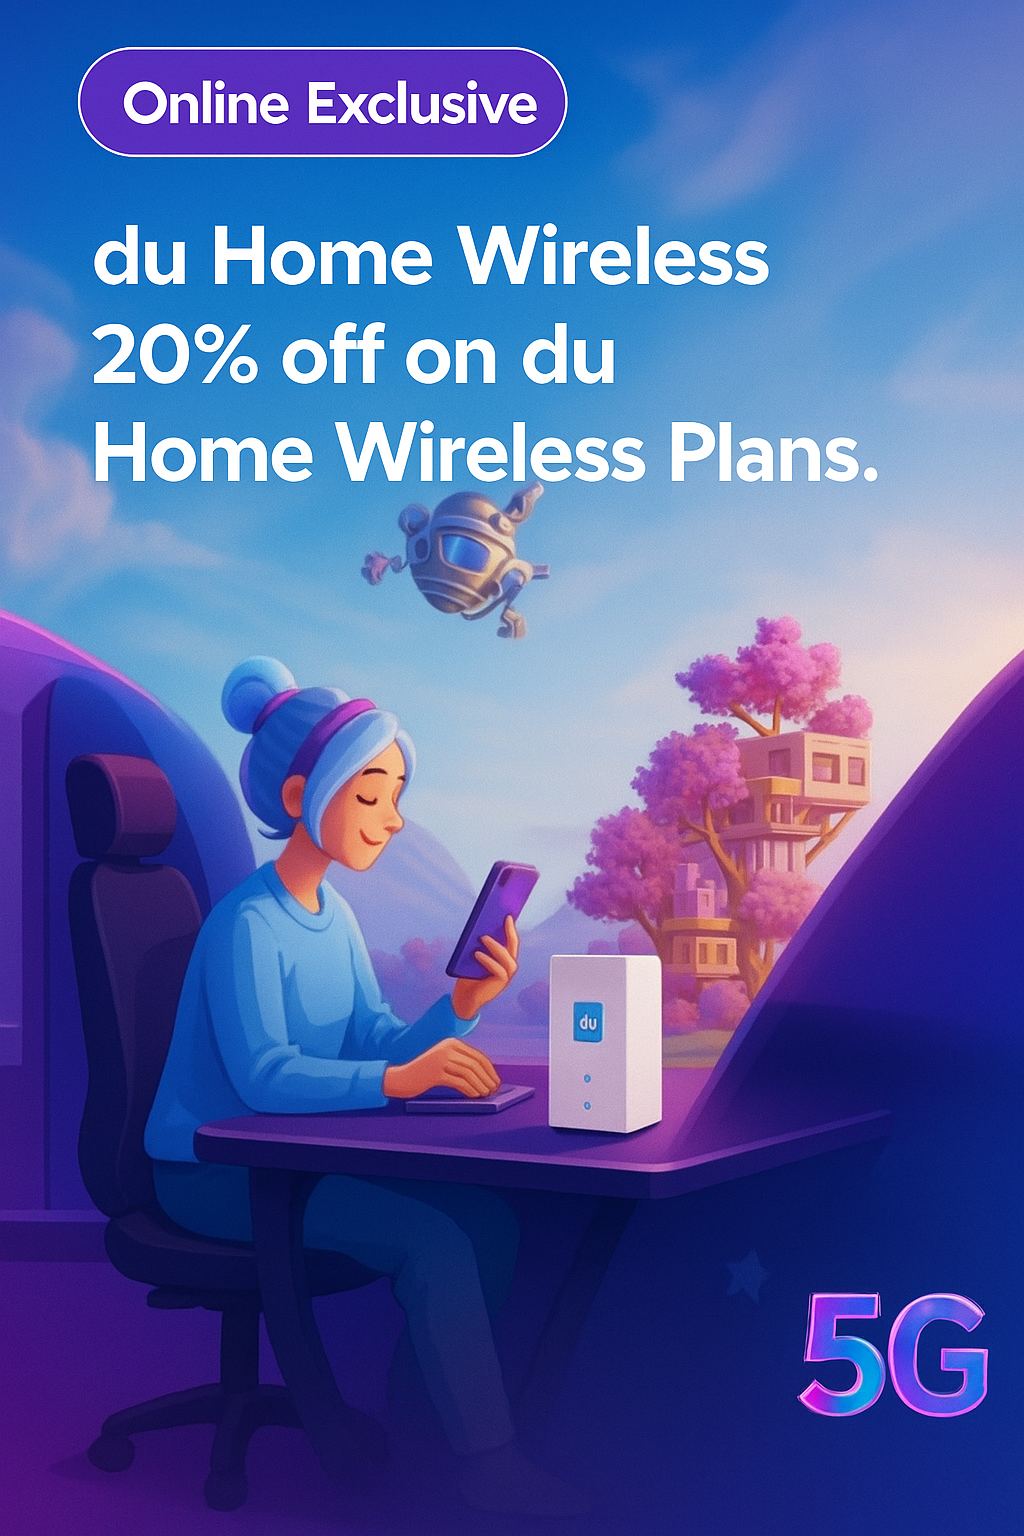 Online Exclusive
du Home Wireless
20% off on du
Home Wireless Plans.
du
5G